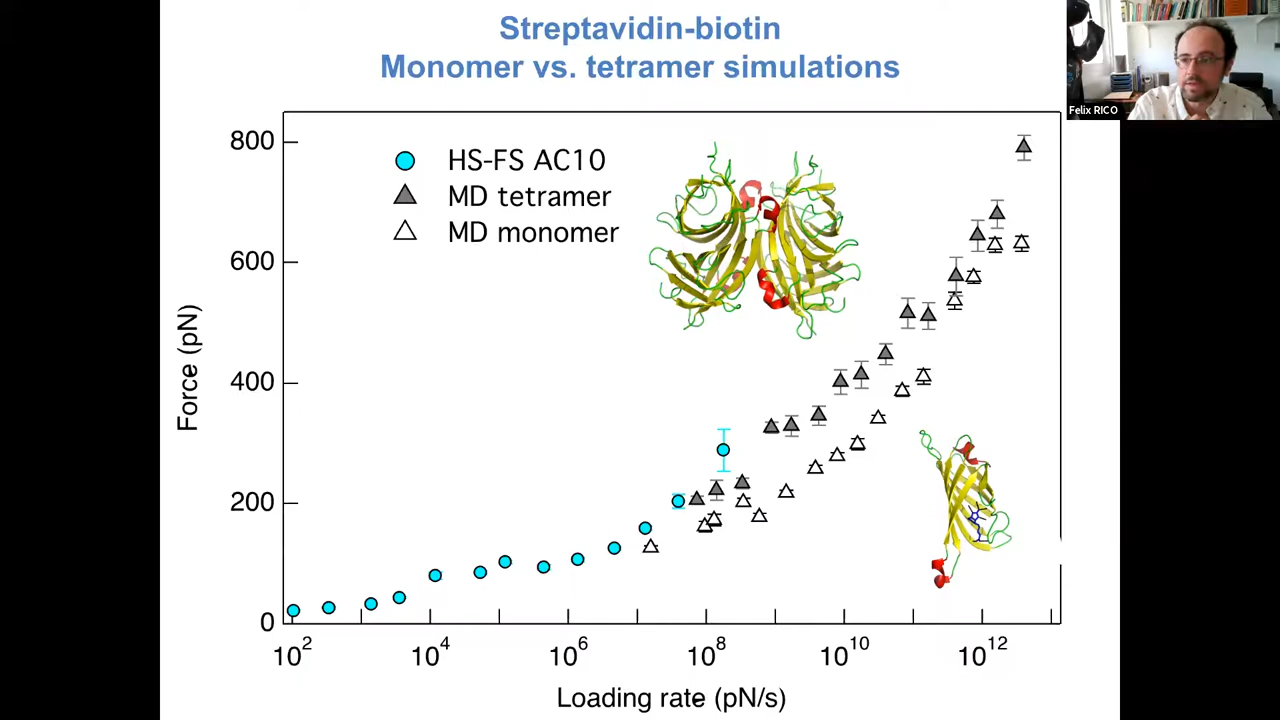 Streptavidin-biotin
Monomer vs. tetramer simulations
Felix RICO
HS-FS AC10
MD tetramer
MD monomer
800
600
400
200
0
Force (pN)
10² 10⁴ 10⁶ 10⁸ 10¹⁰ 10¹²
Loading rate (pN/s)